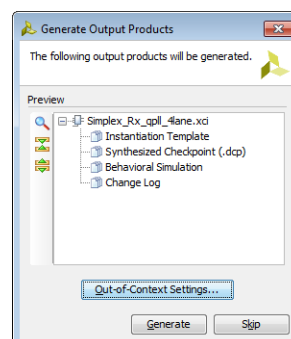 Generate Output Products
The following output products will be generated.
Preview
Simplex_Rx_qpll_4lane.xci
Instantiation Template
Synthesized Checkpoint (.dcp)
Behavioral Simulation
Change Log
Out-of-Context Settings...
Generate
Skip